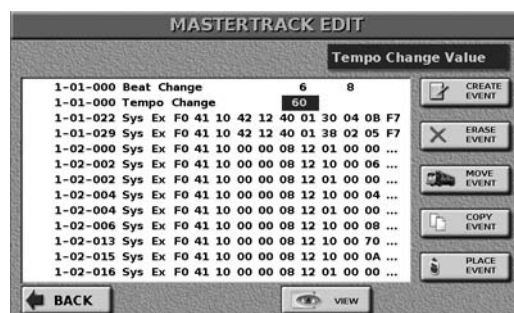 MASTERTRACK EDIT
Tempo Change Value
1-01-000 Beat Change 6 8
1-01-000 Tempo Change 60
1-01-022 Sys Ex F0 41 10 42 12 40 01 30 04 0B F7
1-01-029 Sys Ex F0 41 10 42 12 40 01 38 02 05 F7
1-02-000 Sys Ex F0 41 10 00 00 08 12 01 00 00 ...
1-02-002 Sys Ex F0 41 10 00 00 08 12 10 00 06 ...
1-02-002 Sys Ex F0 41 10 00 00 08 12 01 00 00 ...
1-02-004 Sys Ex F0 41 10 00 00 08 12 10 00 04 ...
1-02-004 Sys Ex F0 41 10 00 00 08 12 01 00 00 ...
1-02-006 Sys Ex F0 41 10 00 00 08 12 10 00 08 ...
1-02-013 Sys Ex F0 41 10 00 00 08 12 10 00 70 ...
1-02-015 Sys Ex F0 41 10 00 00 08 12 10 00 0A ...
1-02-016 Sys Ex F0 41 10 00 00 08 12 01 00 00 ...
CREATE
EVENT
ERASE
EVENT
MOVE
EVENT
COPY
EVENT
PLACE
EVENT
BACK
VIEW